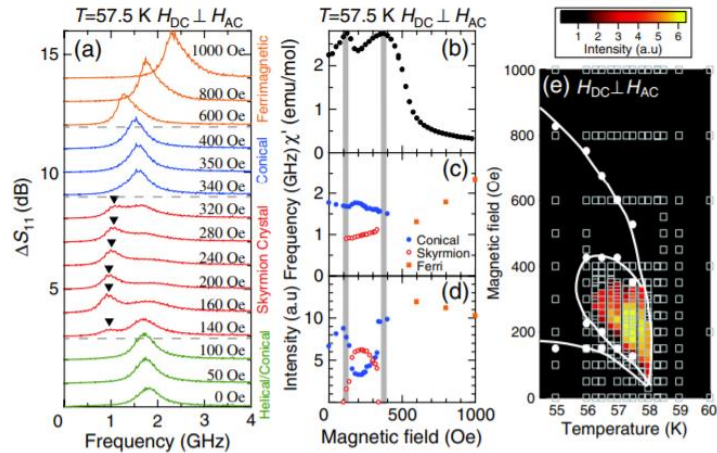 T=57.5 K H_DC ⊥ H_AC
(a)
ΔS₁₁ (dB)
15
10
5
0
1000 Oe
800 Oe
600 Oe
400 Oe
350 Oe
340 Oe
320 Oe
280 Oe
240 Oe
200 Oe
160 Oe
140 Oe
100 Oe
50 Oe
0 Oe
Ferrimagnetic
Conical
Skyrmion Crystal
Helical/Conical
0 1 2 3 4
Frequency (GHz)
T=57.5 K H_DC ⊥ H_AC
(b)
χ' (emu/mol)
2
1
0
(c)
Frequency (GHz)
3
2
1
0
Conical
Skyrmion
Ferri
(d)
Intensity (a.u)
10
5
0 500 1000
Magnetic field (Oe)
1 2 3 4 5 6
Intensity (a.u)
(e) H_DC ⊥ H_AC
Magnetic field (Oe)
1000
800
600
400
200
0
55 56 57 58 59 60
Temperature (K)